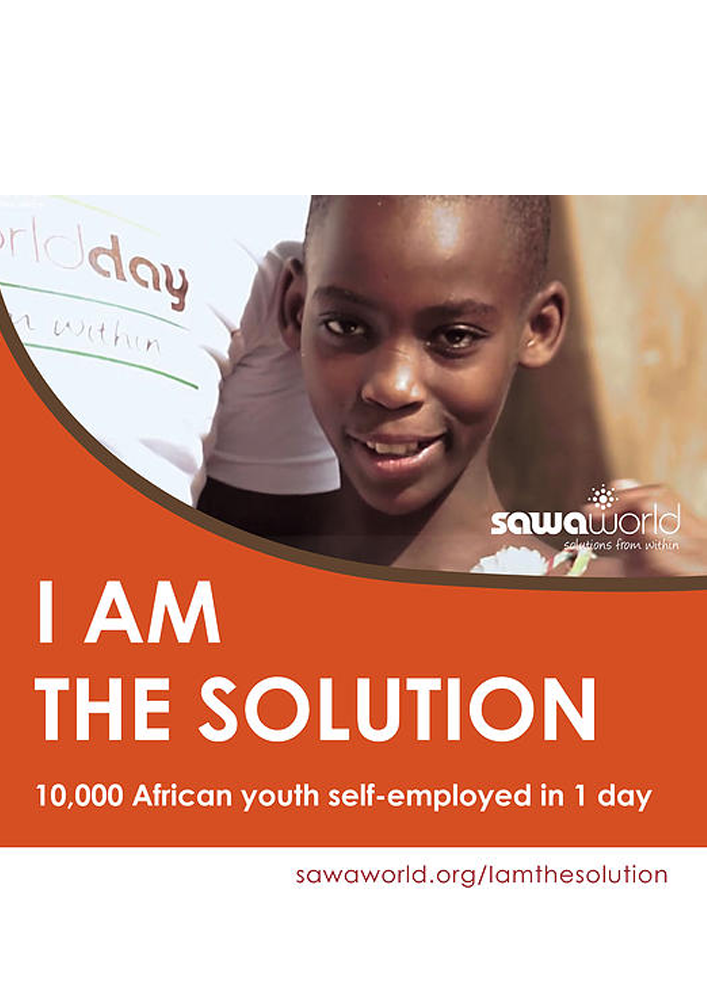 day
within
sawaworld
solutions from within
I AM
THE SOLUTION
10,000 African youth self-employed in 1 day
sawaworld.org/Iamthesolution